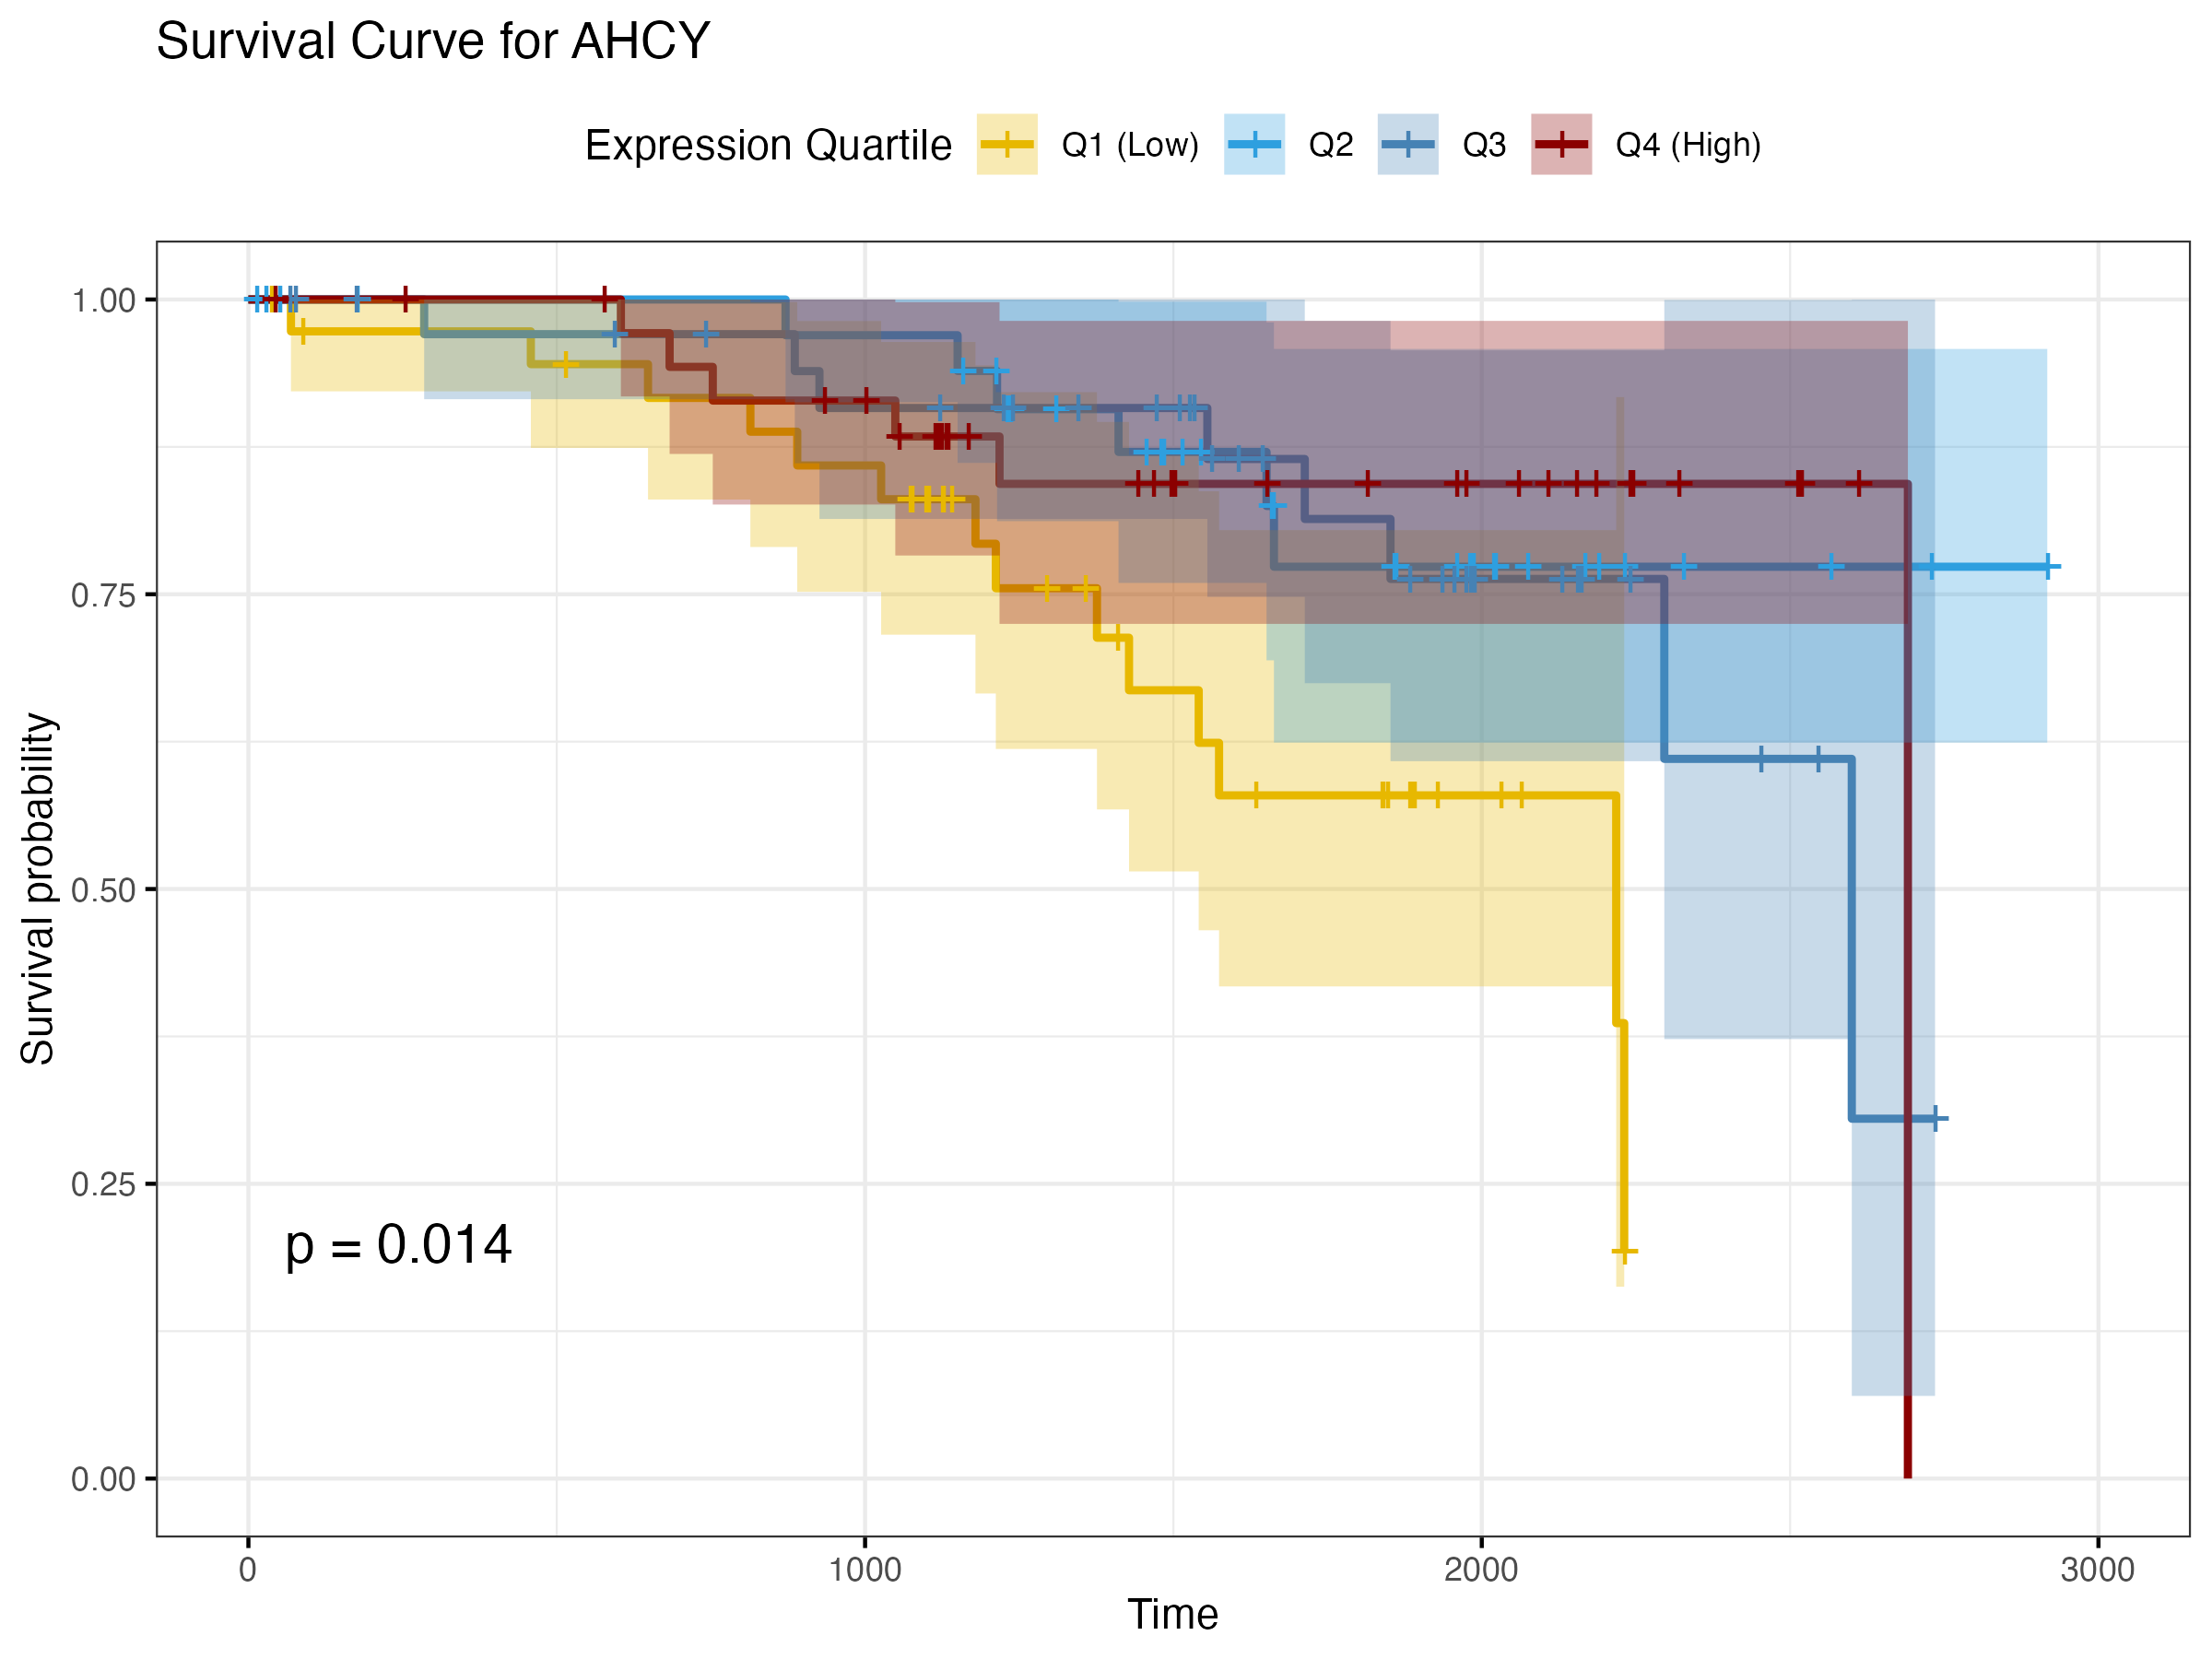 Survival Curve for AHCY
Expression Quartile Q1 (Low) Q2 Q3 Q4 (High)
Survival probability
1.00
0.75
0.50
0.25
0.00
p = 0.014
0 1000 2000 3000
Time